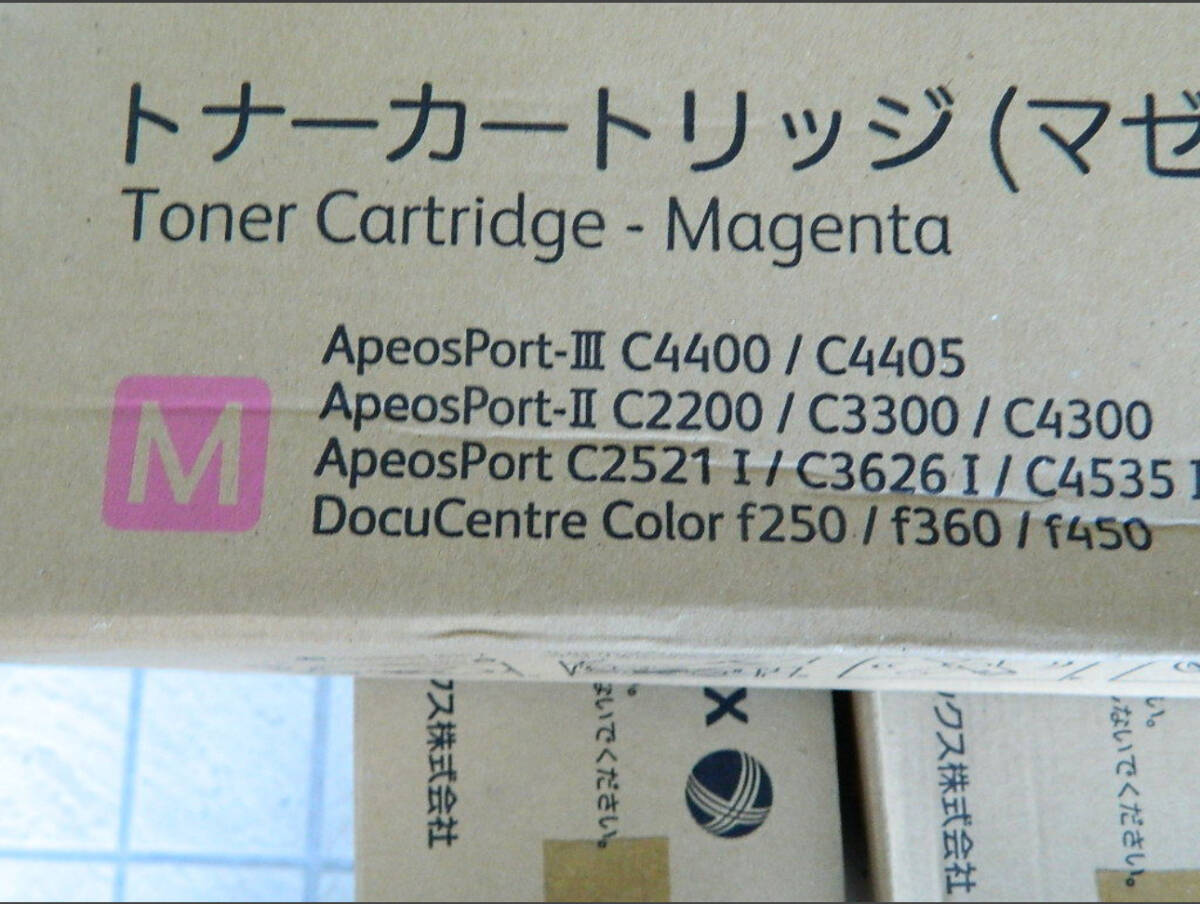 トナーカートリッジ (マゼ
Toner Cartridge - Magenta
M
ApeosPort-Ⅲ C4400 / C4405
ApeosPort-Ⅱ C2200 / C3300 / C4300
ApeosPort C2521 I / C3626 I / C4535 I
DocuCentre Color f250 / f360 / f450
x
いでください。
クス株式会社
い。
ないでください。
ックス株式会社